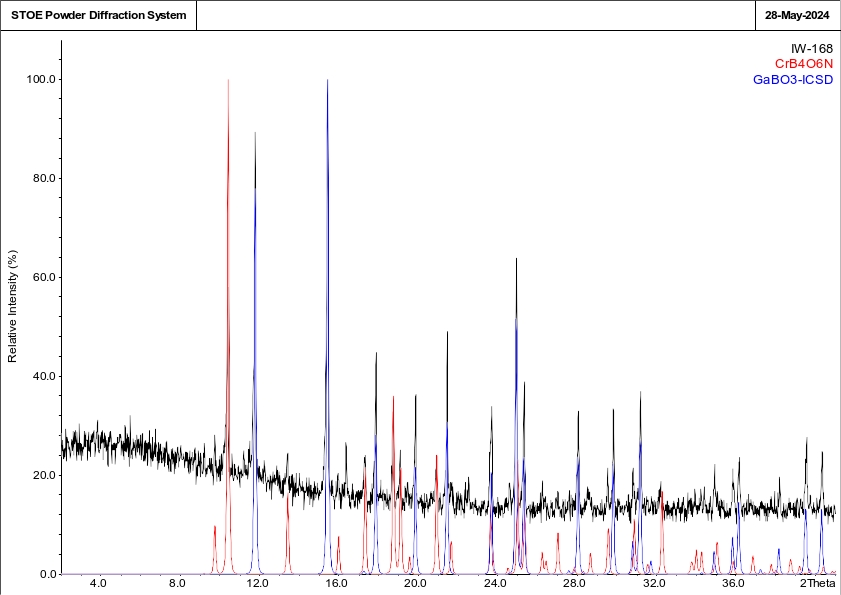 STOE Powder Diffraction System
28-May-2024
IW-168
CrB4O6N
GaBO3-ICSD
100.0
80.0
60.0
40.0
20.0
0.0
Relative Intensity (%)
4.0 8.0 12.0 16.0 20.0 24.0 28.0 32.0 36.0 2Theta